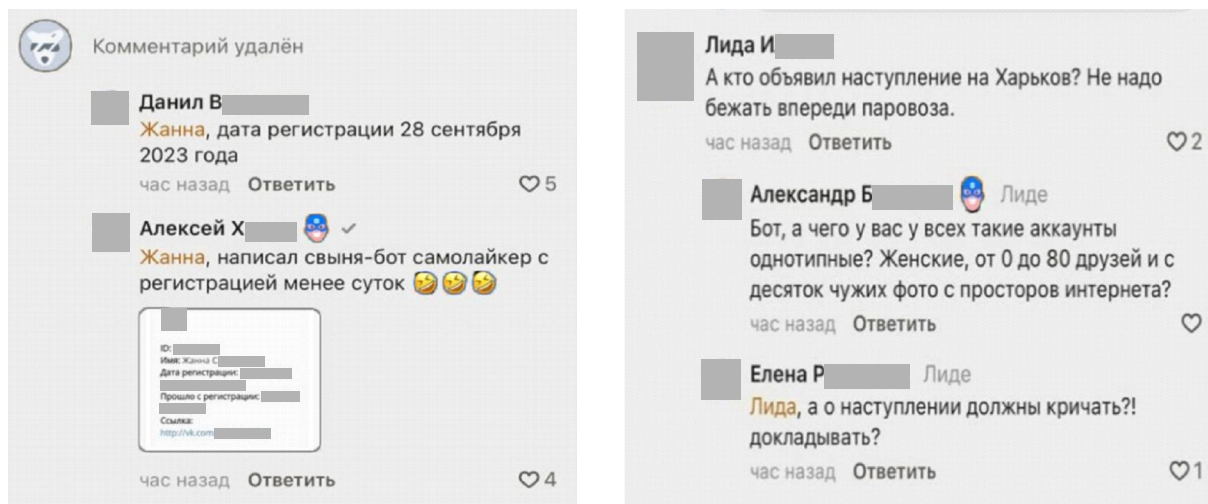 Комментарий удалён
Данил В
Жанна, дата регистрации 28 сентября
2023 года
час назад Ответить 5
Алексей Х
Жанна, написал свыня-бот самолайкер с
регистрацией менее суток
ID:
Имя: Жанна С
Дата регистрации:
Прошло с регистрации:
Ссылка:
http://vk.com
час назад Ответить 4
Лида И
А кто объявил наступление на Харьков? Не надо
бежать впереди паровоза.
час назад Ответить 2
Александр Б Лиде
Бот, а чего у вас у всех такие аккаунты
однотипные? Женские, от 0 до 80 друзей и с
десяток чужих фото с просторов интернета?
час назад Ответить
Елена Р Лиде
Лида, а о наступлении должны кричать?!
докладывать?
час назад Ответить 1